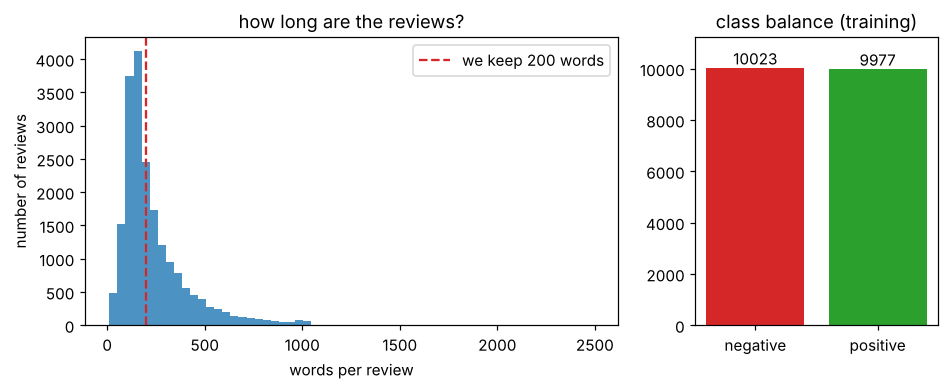 how long are the reviews?
we keep 200 words
number of reviews
4000
3500
3000
2500
2000
1500
1000
500
0
0 500 1000 1500 2000 2500
words per review
class balance (training)
10023 9977
10000
8000
6000
4000
2000
0
negative positive